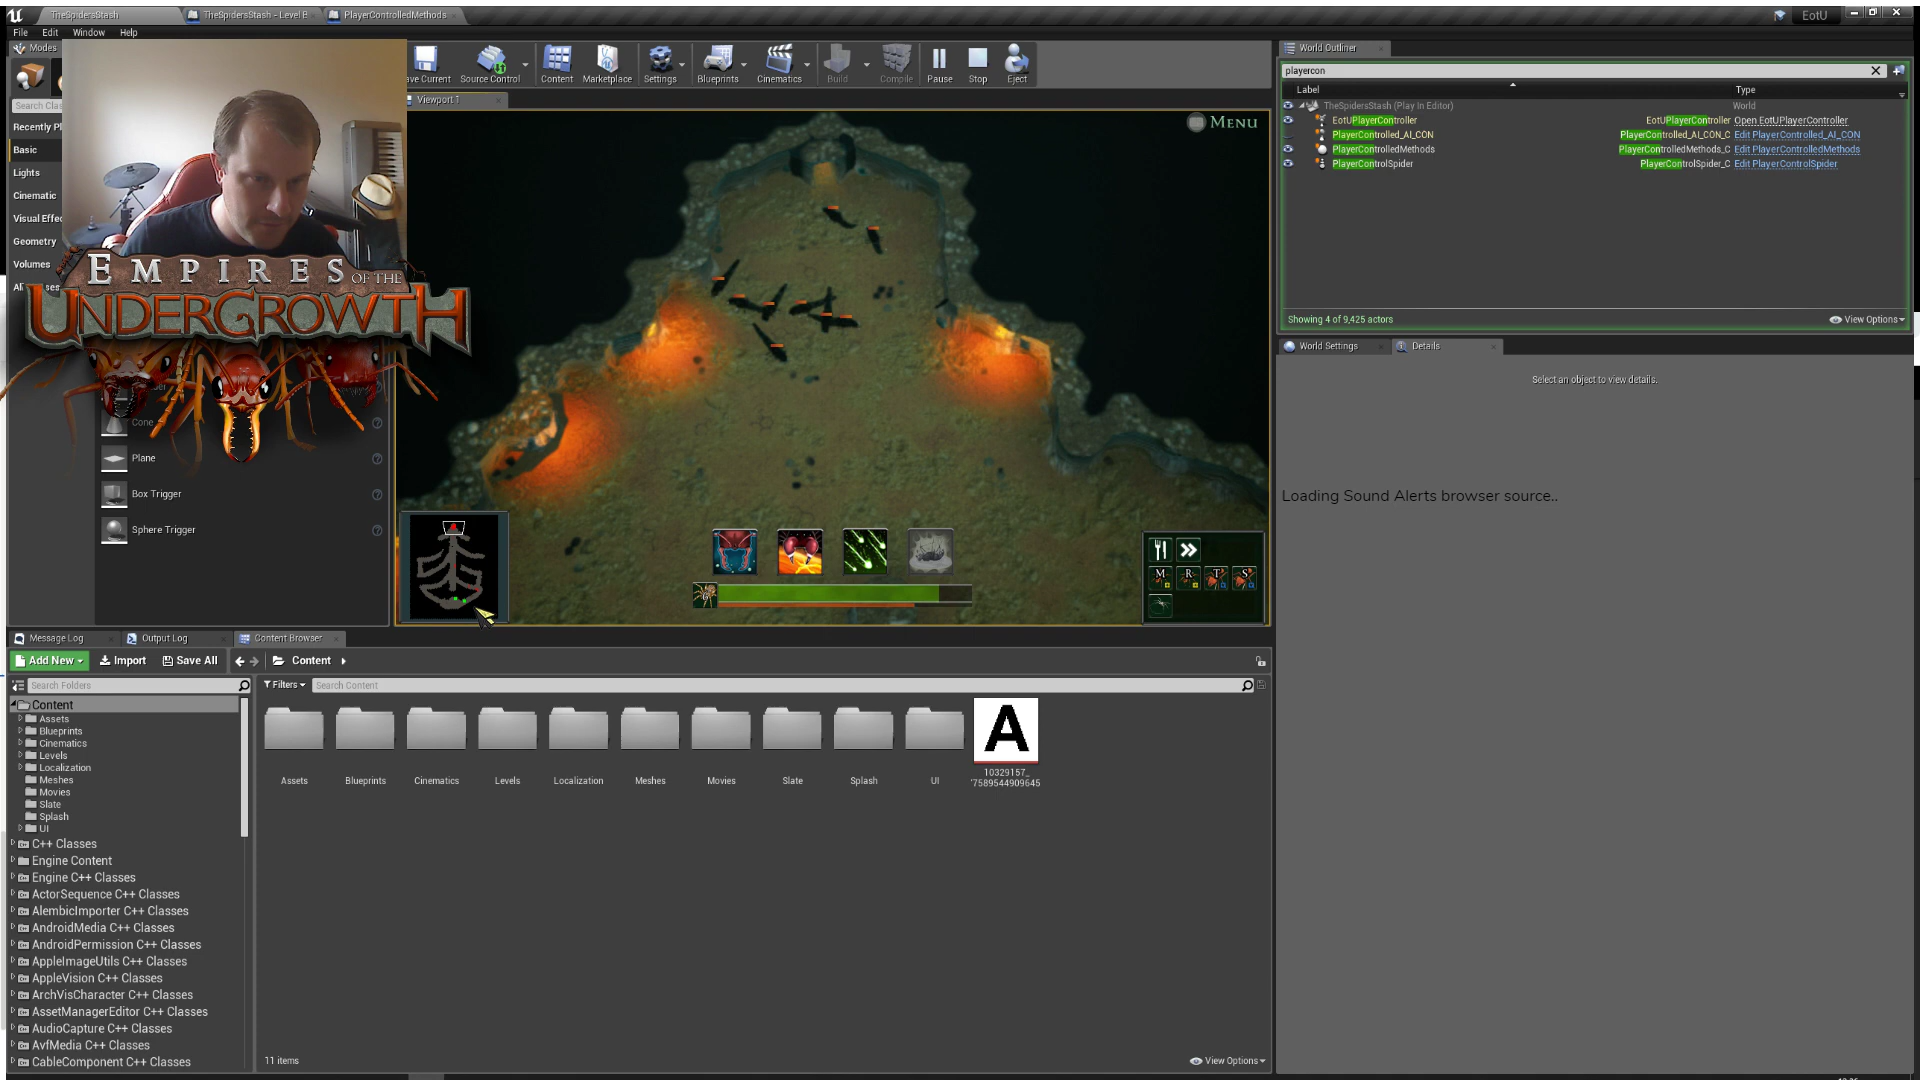 TheSpidersStash
TheSpidersStash - Level B
PlayerControlledMethods
EotU
File Edit Window Help
Modes
Search Clas
Recently Pl
Basic
Lights
Cinematic
Visual Effe
Geometry
Volumes
EMPIRES OF THE
UNDERGROWTH
Cone
Plane
Box Trigger
Sphere Trigger
ave Current
Source Control
Content
Marketplace
Settings
Blueprints
Cinematics
Build
Compile
Pause
Stop
Eject
Viewport 1
MENU
M R T S
World Outliner
playercon
Label Type
TheSpidersStash (Play In Editor) World
EotUPlayerController EotUPlayerController Open EotUPlayerController
PlayerControlled_AI_CON PlayerControlled_AI_CON_C Edit PlayerControlled_AI_CON
PlayerControlledMethods PlayerControlledMethods_C Edit PlayerControlledMethods
PlayerControlSpider PlayerControlSpider_C Edit PlayerControlSpider
Showing 4 of 9,425 actors
View Options
World Settings
Details
Select an object to view details.
Loading Sound Alerts browser source..
Message Log
Output Log
Content Browser
Add New
Import
Save All
Content
Search Folders
Filters
Search Content
Content
Assets
Blueprints
Cinematics
Levels
Localization
Meshes
Movies
Slate
Splash
UI
C++ Classes
Engine Content
Engine C++ Classes
ActorSequence C++ Classes
AlembicImporter C++ Classes
AndroidMedia C++ Classes
AndroidPermission C++ Classes
AppleImageUtils C++ Classes
AppleVision C++ Classes
ArchVisCharacter C++ Classes
AssetManagerEditor C++ Classes
AudioCapture C++ Classes
AvfMedia C++ Classes
CableComponent C++ Classes
A
Assets
Blueprints
Cinematics
Levels
Localization
Meshes
Movies
Slate
Splash
UI
10329157_
7589544909645
11 items
View Options